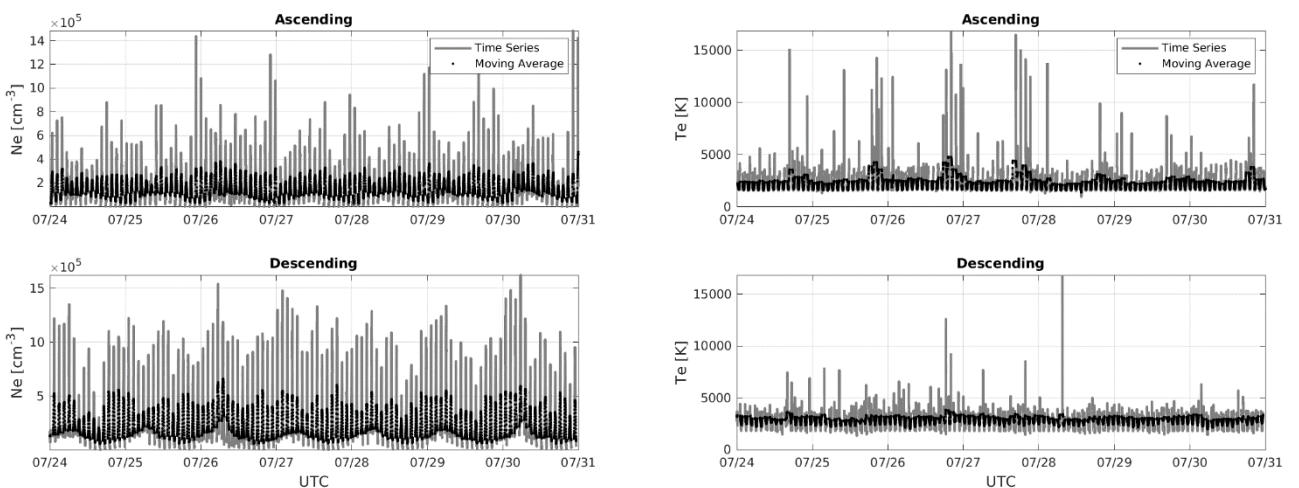 Ascending
×10⁵
Ne [cm⁻³]
14
12
10
8
6
4
2
Time Series
Moving Average
07/24 07/25 07/26 07/27 07/28 07/29 07/30 07/31
Ascending
Te [K]
15000
10000
5000
0
Time Series
Moving Average
07/24 07/25 07/26 07/27 07/28 07/29 07/30 07/31
Descending
×10⁵
Ne [cm⁻³]
15
10
5
07/24 07/25 07/26 07/27 07/28 07/29 07/30 07/31
UTC
Descending
Te [K]
15000
10000
5000
0
07/24 07/25 07/26 07/27 07/28 07/29 07/30 07/31
UTC